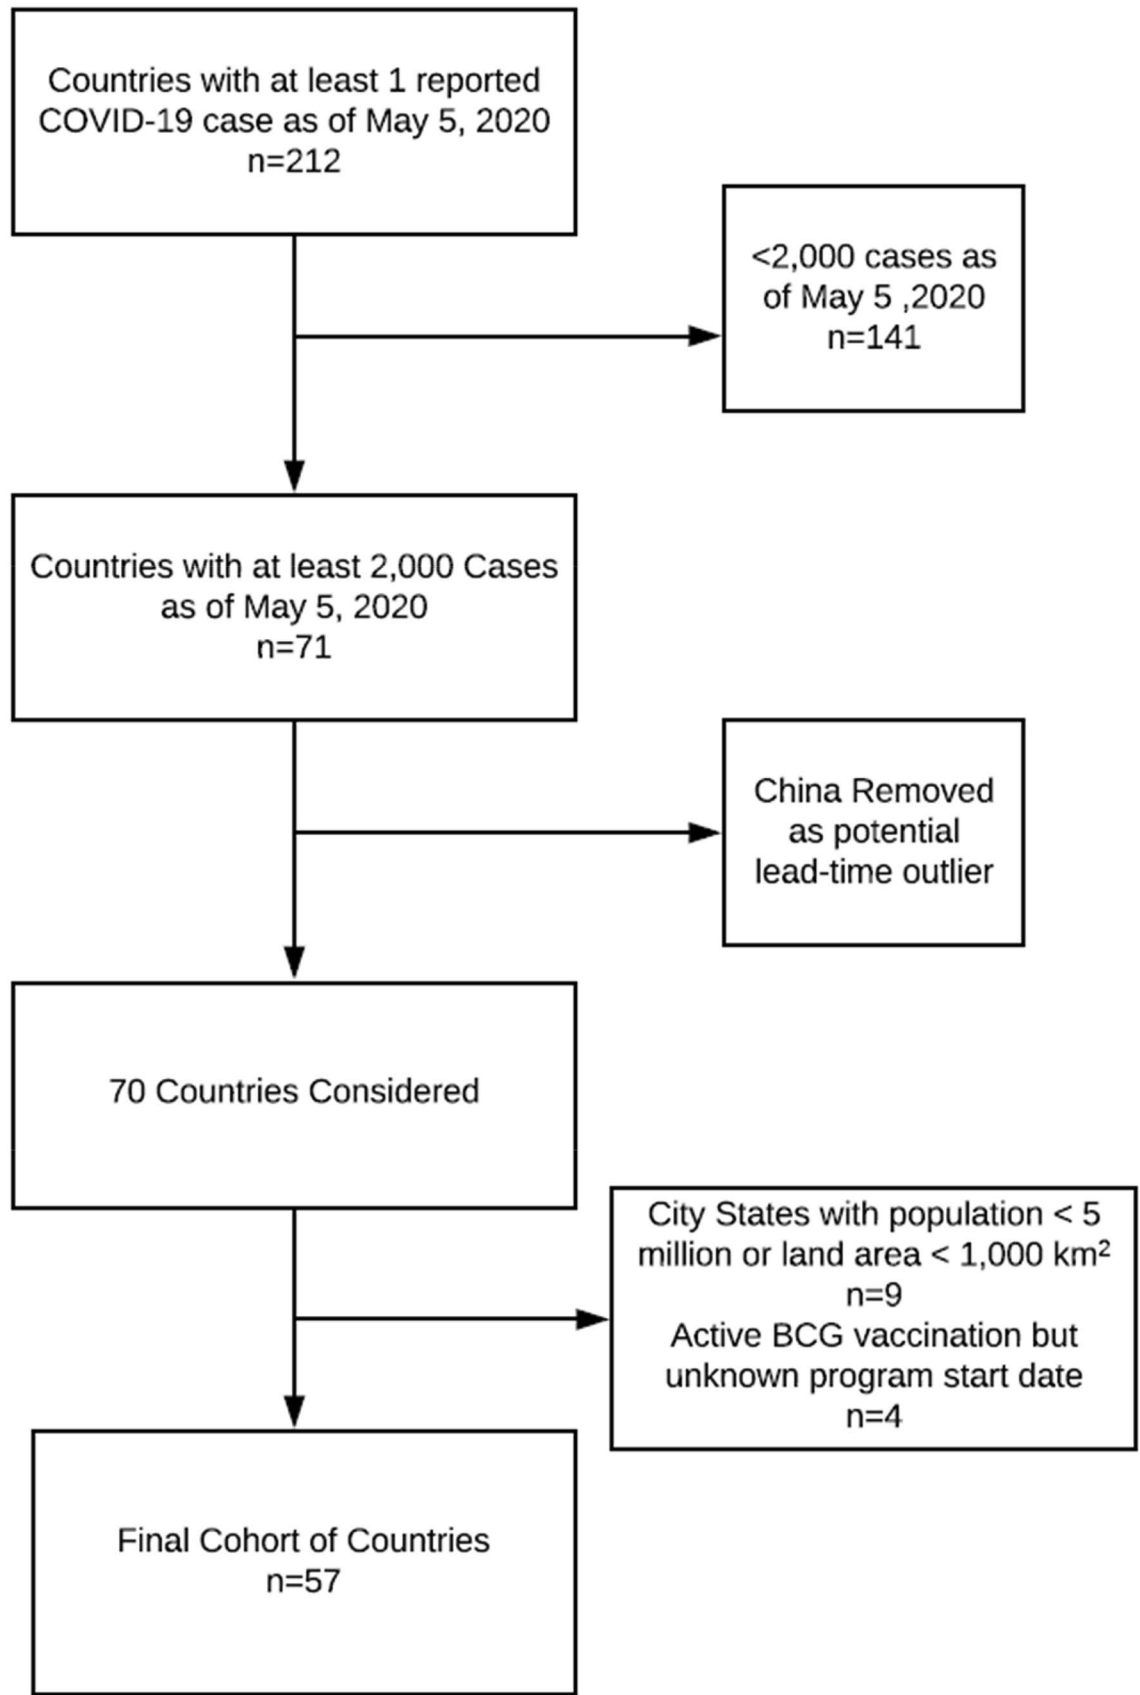 Countries with at least 1 reported
COVID-19 case as of May 5, 2020
n=212
<2,000 cases as
of May 5 ,2020
n=141
Countries with at least 2,000 Cases
as of May 5, 2020
n=71
China Removed
as potential
lead-time outlier
70 Countries Considered
City States with population < 5
million or land area < 1,000 km²
n=9
Active BCG vaccination but
unknown program start date
n=4
Final Cohort of Countries
n=57